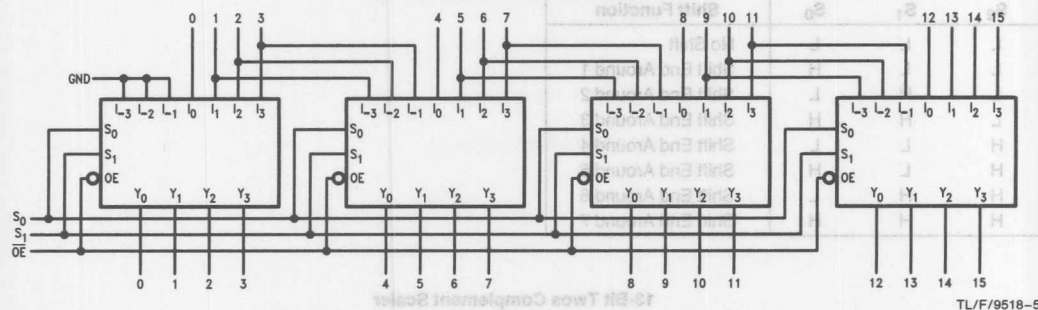 0 1 2 3
4 5 6 7
8 9 10 11
12 13 14 15
GND
L-3 L-2 L-1 I0 I1 I2 I3
L-3 L-2 L-1 I0 I1 I2 I3
L-3 L-2 L-1 I0 I1 I2 I3
L-3 L-2 L-1 I0 I1 I2 I3
S0
S1
OE
Y0 Y1 Y2 Y3
S0
S1
OE
Y0 Y1 Y2 Y3
S0
S1
OE
Y0 Y1 Y2 Y3
S0
S1
OE
Y0 Y1 Y2 Y3
S0
S1
O̅E̅
0 1 2 3
4 5 6 7
8 9 10 11
12 13 14 15
TL/F/9518-5